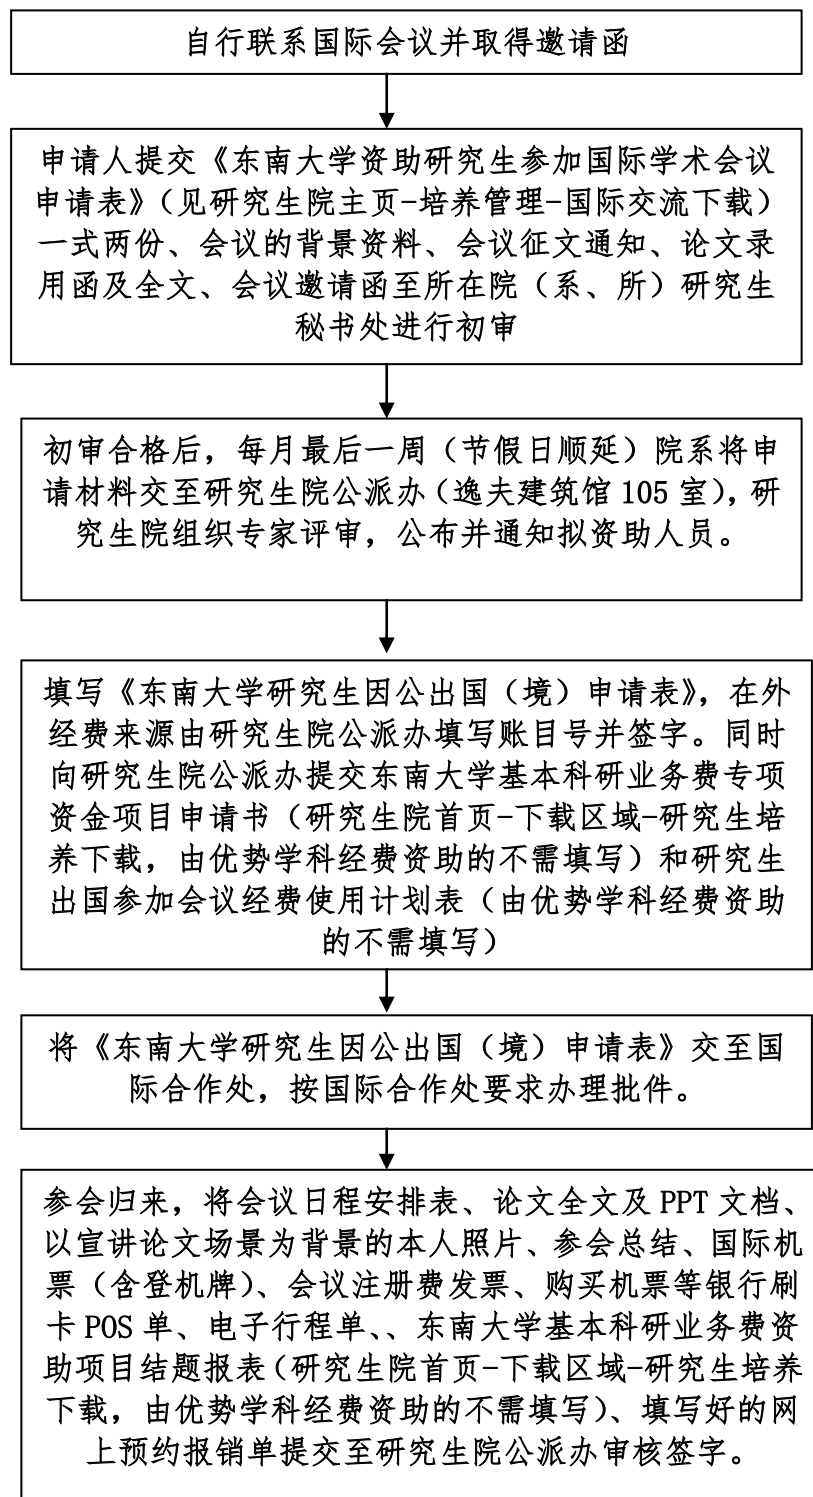 自行联系国际会议并取得邀请函
申请人提交《东南大学资助研究生参加国际学术会议
申请表》（见研究生院主页-培养管理-国际交流下载）
一式两份、会议的背景资料、会议征文通知、论文录
用函及全文、会议邀请函至所在院（系、所）研究生
秘书处进行初审
初审合格后，每月最后一周（节假日顺延）院系将申
请材料交至研究生院公派办（逸夫建筑馆 105 室），研
究生院组织专家评审，公布并通知拟资助人员。
填写《东南大学研究生因公出国（境）申请表》，在外
经费来源由研究生院公派办填写账目号并签字。同时
向研究生院公派办提交东南大学基本科研业务费专项
资金项目申请书（研究生院首页-下载区域-研究生培
养下载，由优势学科经费资助的不需填写）和研究生
出国参加会议经费使用计划表（由优势学科经费资助
的不需填写）
将《东南大学研究生因公出国（境）申请表》交至国
际合作处，按国际合作处要求办理批件。
参会归来，将会议日程安排表、论文全文及 PPT 文档、
以宣讲论文场景为背景的本人照片、参会总结、国际机
票（含登机牌）、会议注册费发票、购买机票等银行刷
卡 POS 单、电子行程单、、东南大学基本科研业务费资
助项目结题报表（研究生院首页-下载区域-研究生培养
下载，由优势学科经费资助的不需填写）、填写好的网
上预约报销单提交至研究生院公派办审核签字。